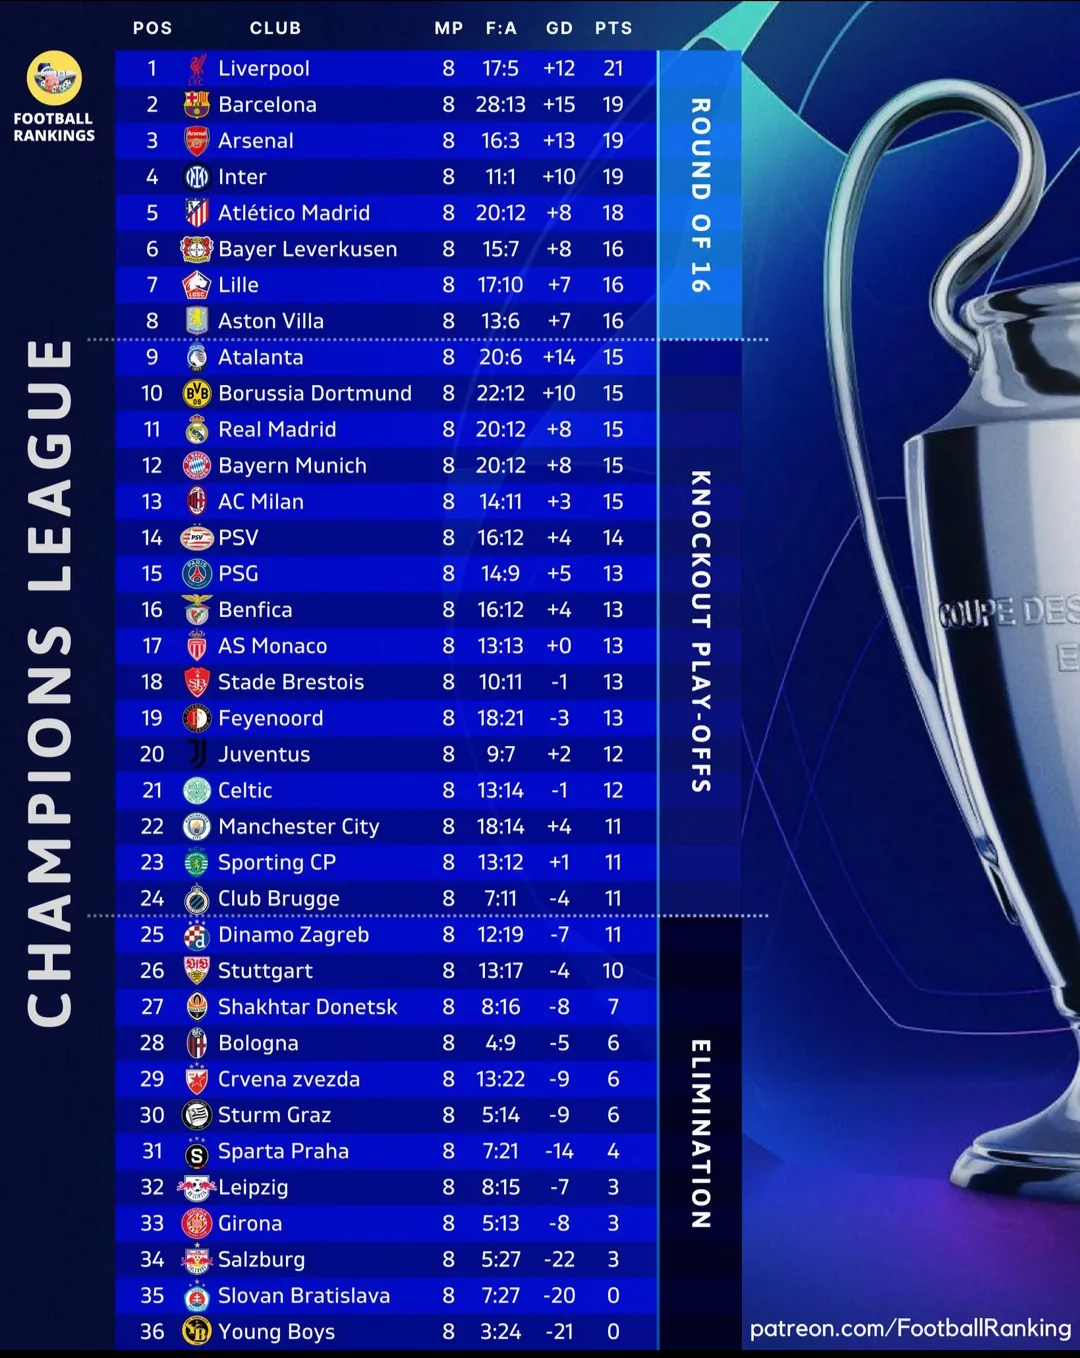 POS CLUB MP F:A GD PTS
FOOTBALL
RANKINGS
CHAMPIONS LEAGUE
1 Liverpool 8 17:5 +12 21
2 Barcelona 8 28:13 +15 19
3 Arsenal 8 16:3 +13 19
4 Inter 8 11:1 +10 19
5 Atlético Madrid 8 20:12 +8 18
6 Bayer Leverkusen 8 15:7 +8 16
7 Lille 8 17:10 +7 16
8 Aston Villa 8 13:6 +7 16
ROUND OF 16
9 Atalanta 8 20:6 +14 15
10 Borussia Dortmund 8 22:12 +10 15
11 Real Madrid 8 20:12 +8 15
12 Bayern Munich 8 20:12 +8 15
13 AC Milan 8 14:11 +3 15
14 PSV 8 16:12 +4 14
15 PSG 8 14:9 +5 13
16 Benfica 8 16:12 +4 13
17 AS Monaco 8 13:13 +0 13
18 Stade Brestois 8 10:11 -1 13
19 Feyenoord 8 18:21 -3 13
20 Juventus 8 9:7 +2 12
21 Celtic 8 13:14 -1 12
22 Manchester City 8 18:14 +4 11
23 Sporting CP 8 13:12 +1 11
24 Club Brugge 8 7:11 -4 11
KNOCKOUT PLAY-OFFS
25 Dinamo Zagreb 8 12:19 -7 11
26 Stuttgart 8 13:17 -4 10
27 Shakhtar Donetsk 8 8:16 -8 7
28 Bologna 8 4:9 -5 6
29 Crvena zvezda 8 13:22 -9 6
30 Sturm Graz 8 5:14 -9 6
31 Sparta Praha 8 7:21 -14 4
32 Leipzig 8 8:15 -7 3
33 Girona 8 5:13 -8 3
34 Salzburg 8 5:27 -22 3
35 Slovan Bratislava 8 7:27 -20 0
36 Young Boys 8 3:24 -21 0
ELIMINATION
COUPE DES
patreon.com/FootballRanking